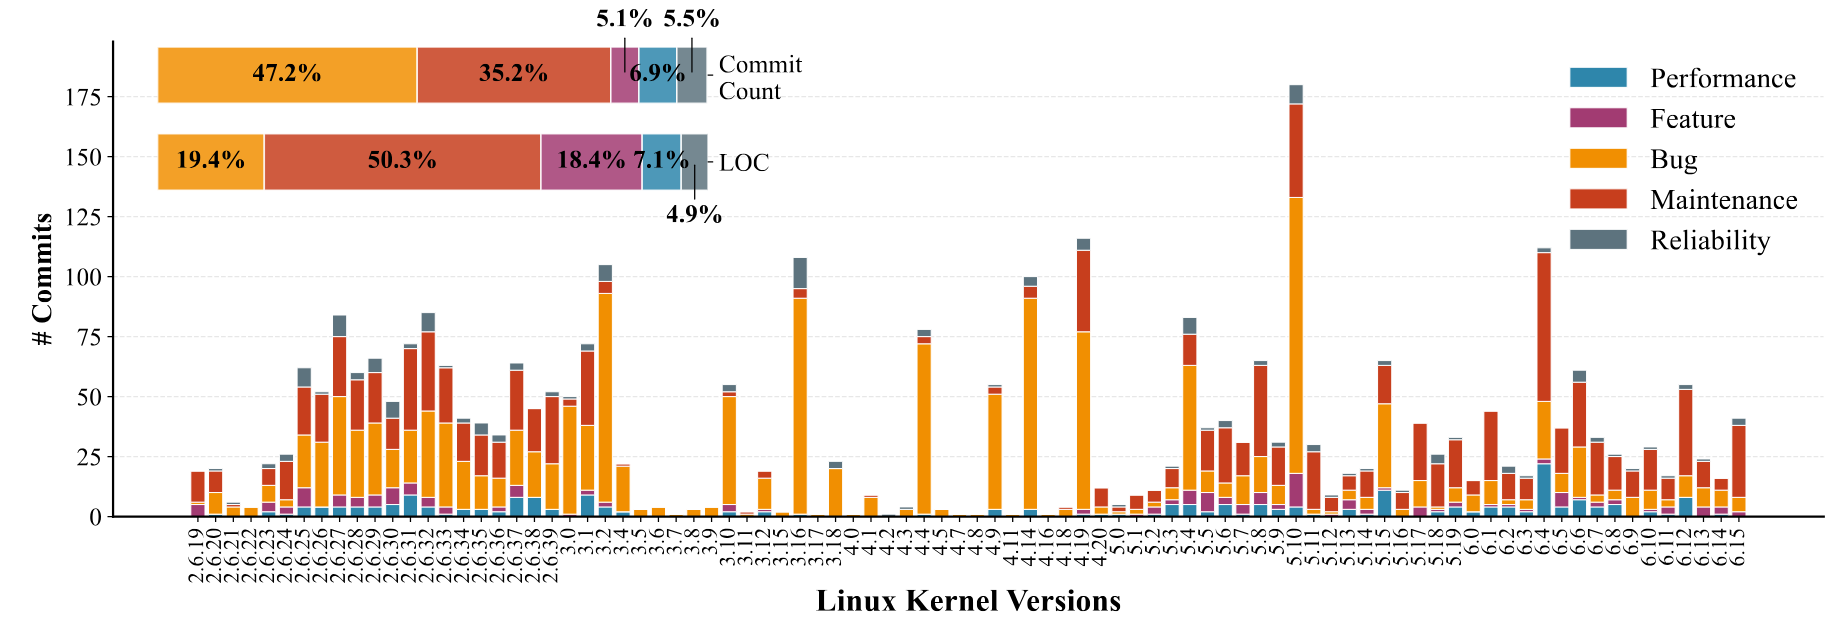 5.1% 5.5%
47.2% 35.2% 6.9% Commit
Count
19.4% 50.3% 18.4% 7.1% LOC
4.9%
Performance
Feature
Bug
Maintenance
Reliability
# Commits
175
150
125
100
75
50
25
0
2.6.19 2.6.20 2.6.21 2.6.22 2.6.23 2.6.24 2.6.25 2.6.26 2.6.27 2.6.28 2.6.29 2.6.30 2.6.31 2.6.32 2.6.33 2.6.34 2.6.35 2.6.36 2.6.37 2.6.38 2.6.39 3.0 3.1 3.2 3.4 3.5 3.6 3.7 3.8 3.9 3.10 3.11 3.12 3.15 3.16 3.17 3.18 4.0 4.1 4.2 4.3 4.4 4.5 4.7 4.8 4.9 4.11 4.14 4.16 4.18 4.19 4.20 5.0 5.1 5.2 5.3 5.4 5.5 5.6 5.7 5.8 5.9 5.10 5.11 5.12 5.13 5.14 5.15 5.16 5.17 5.18 5.19 6.0 6.1 6.2 6.3 6.4 6.5 6.6 6.7 6.8 6.9 6.10 6.11 6.12 6.13 6.14 6.15
Linux Kernel Versions